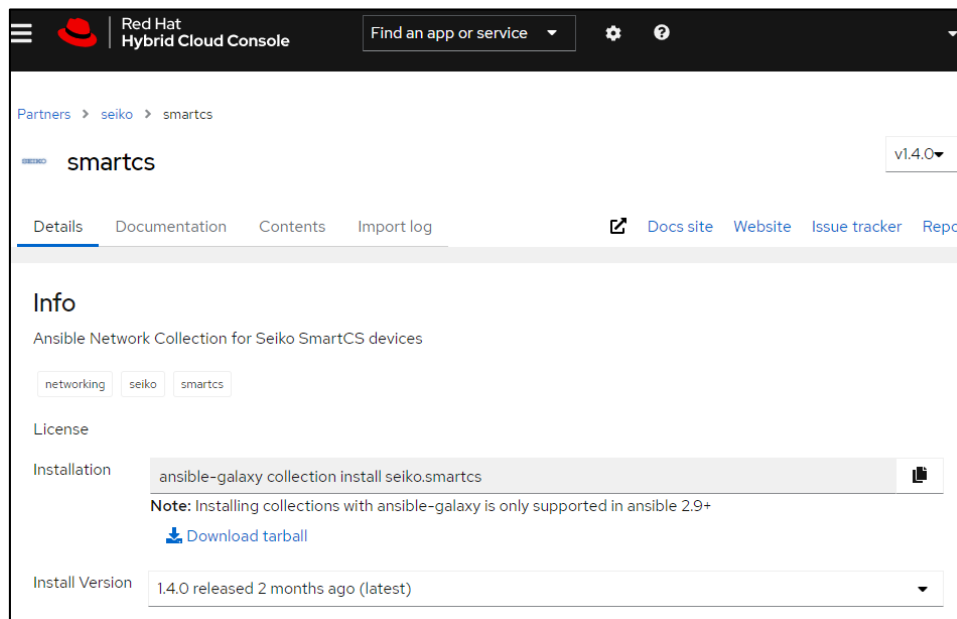 Red Hat
Hybrid Cloud Console
Find an app or service
Partners > seiko > smartcs
SEIKO smartcs
v1.4.0
Details Documentation Contents Import log Docs site Website Issue tracker Repo
Info
Ansible Network Collection for Seiko SmartCS devices
networking seiko smartcs
License
Installation
ansible-galaxy collection install seiko.smartcs
Note: Installing collections with ansible-galaxy is only supported in ansible 2.9+
Download tarball
Install Version
1.4.0 released 2 months ago (latest)